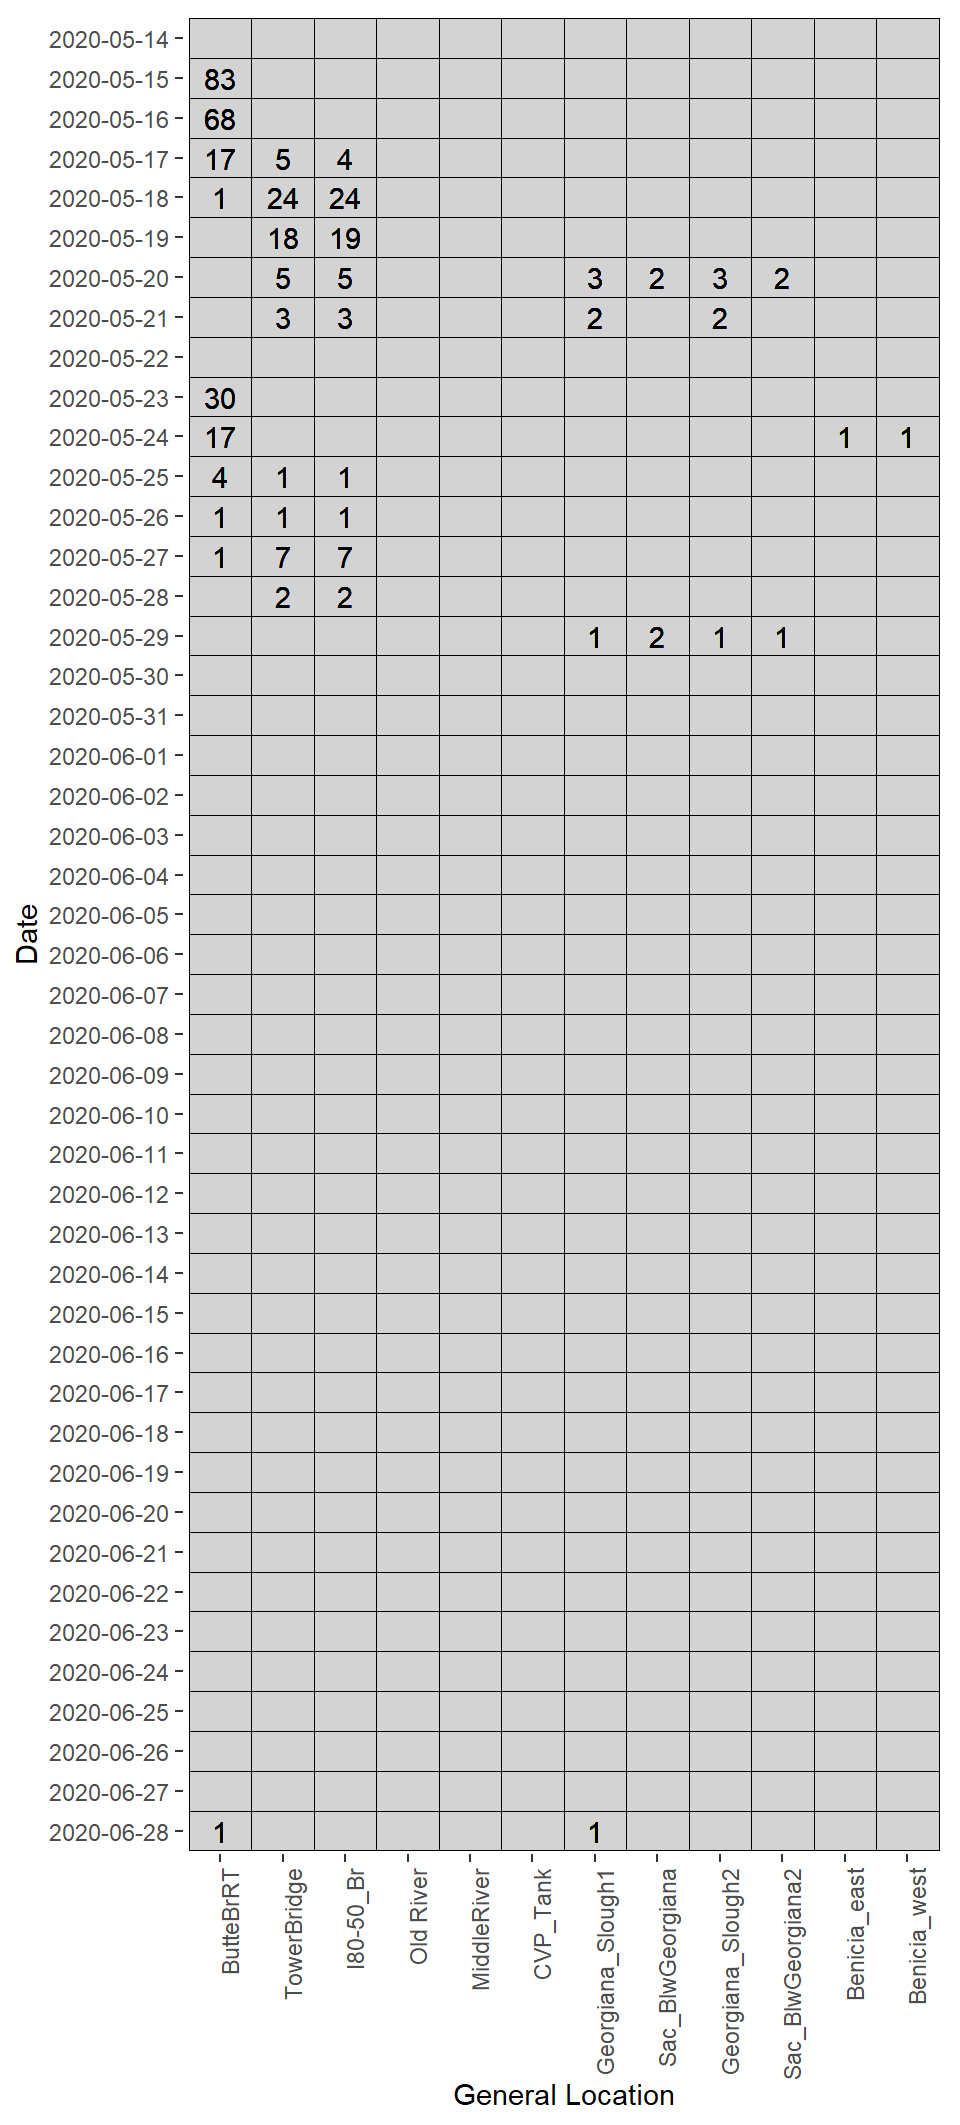 2020-05-14
2020-05-15 83
2020-05-16 68
2020-05-17 17 5 4
2020-05-18 1 24 24
2020-05-19 18 19
2020-05-20 5 5 3 2 3 2
2020-05-21 3 3 2 2
2020-05-22
2020-05-23 30
2020-05-24 17 1 1
2020-05-25 4 1 1
2020-05-26 1 1 1
2020-05-27 1 7 7
2020-05-28 2 2
2020-05-29 1 2 1 1
2020-05-30
2020-05-31
2020-06-01
2020-06-02
2020-06-03
2020-06-04
2020-06-05
2020-06-06
2020-06-07
2020-06-08
2020-06-09
2020-06-10
2020-06-11
2020-06-12
2020-06-13
2020-06-14
2020-06-15
2020-06-16
2020-06-17
2020-06-18
2020-06-19
2020-06-20
2020-06-21
2020-06-22
2020-06-23
2020-06-24
2020-06-25
2020-06-26
2020-06-27
2020-06-28 1 1
Date
ButteBrRT
TowerBridge
I80-50_Br
Old River
MiddleRiver
CVP_Tank
Georgiana_Slough1
Sac_BlwGeorgiana
Georgiana_Slough2
Sac_BlwGeorgiana2
Benicia_east
Benicia_west
General Location